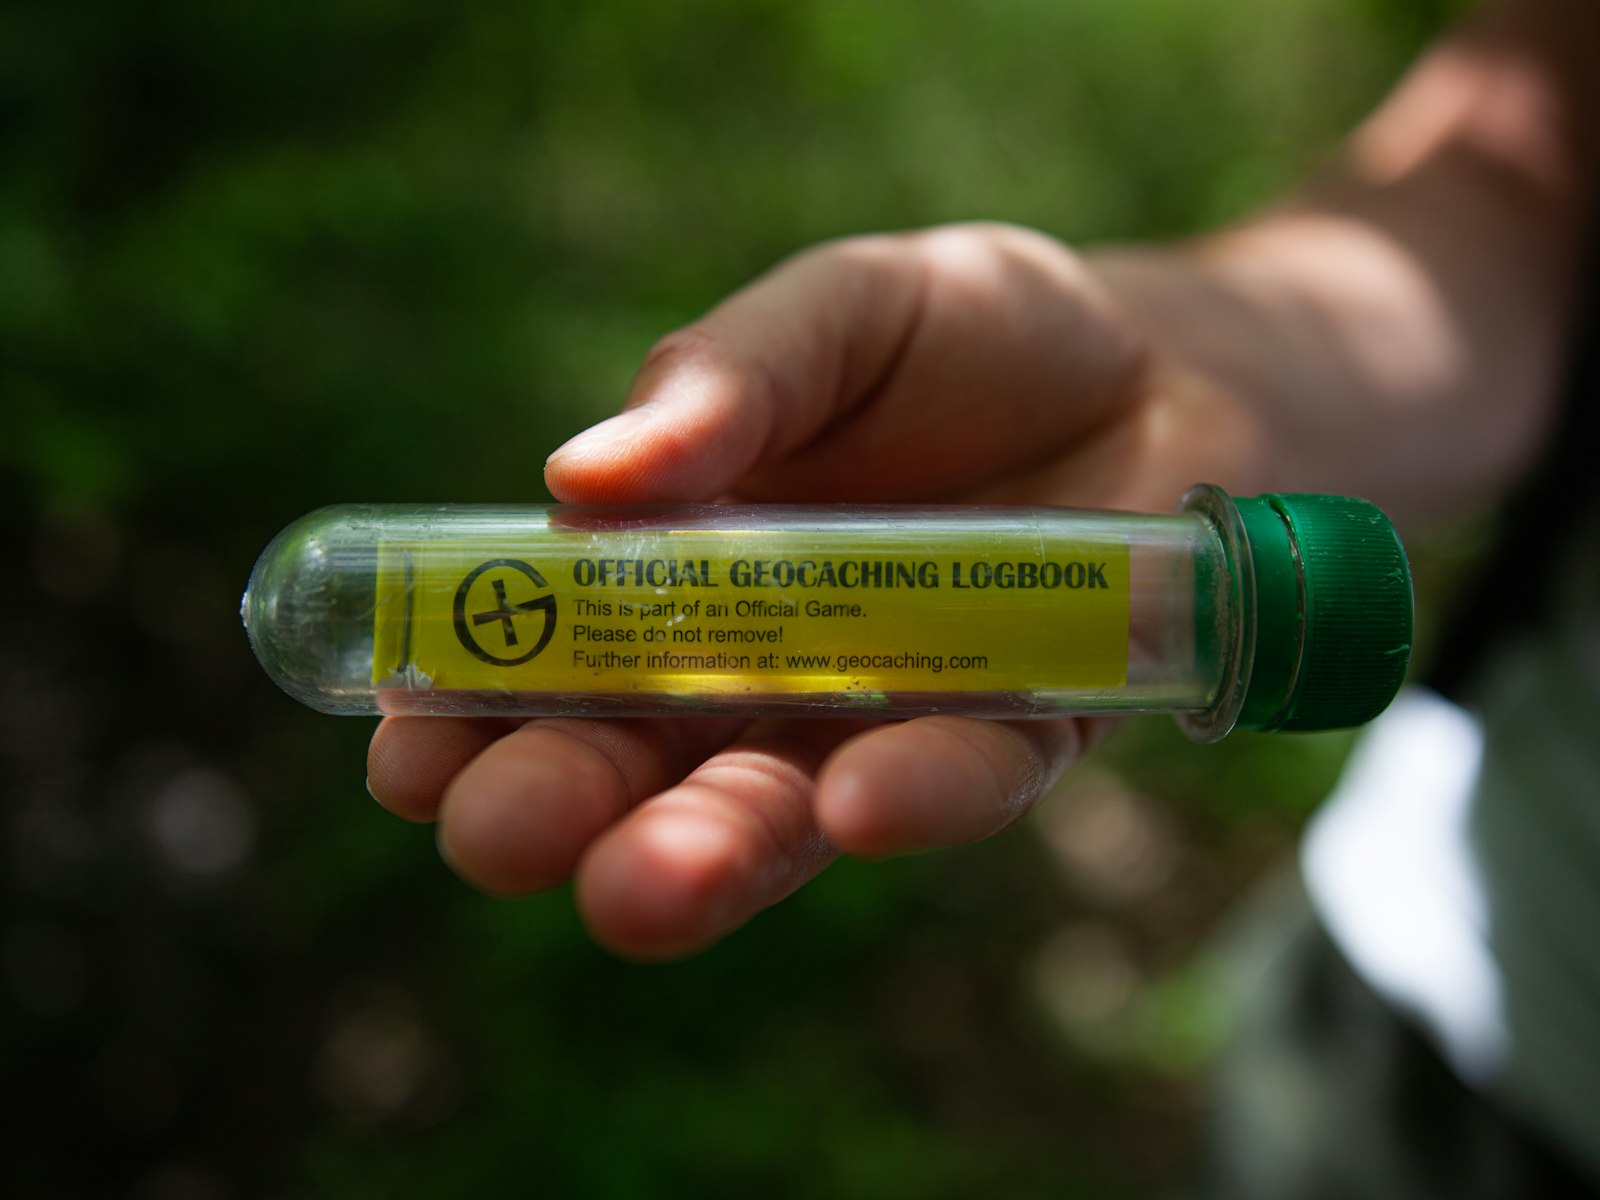 OFFICIAL GEOCACHING LOGBOOK
This is part of an Official Game.
Please do not remove!
Further information at: www.geocaching.com